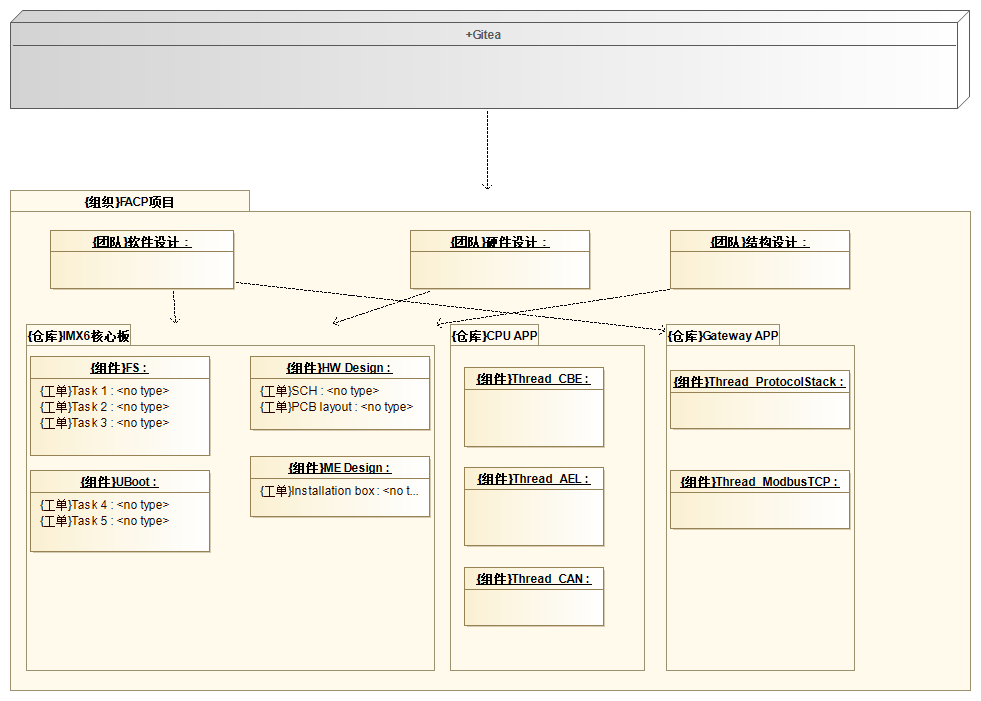 +Gitea
{组织}FACP项目
{团队}软件设计 :
{团队}硬件设计 :
{团队}结构设计 :
{仓库}IMX6核心板
{组件}FS :
{工单}Task 1 : <no type>
{工单}Task 2 : <no type>
{工单}Task 3 : <no type>
{组件}HW Design :
{工单}SCH : <no type>
{工单}PCB layout : <no type>
{组件}UBoot :
{工单}Task 4 : <no type>
{工单}Task 5 : <no type>
{组件}ME Design :
{工单}Installation box : <no t...
{仓库}CPU APP
{组件}Thread_CBE :
{组件}Thread_AEL :
{组件}Thread_CAN :
{仓库}Gateway APP
{组件}Thread_ProtocolStack :
{组件}Thread_ModbusTCP :